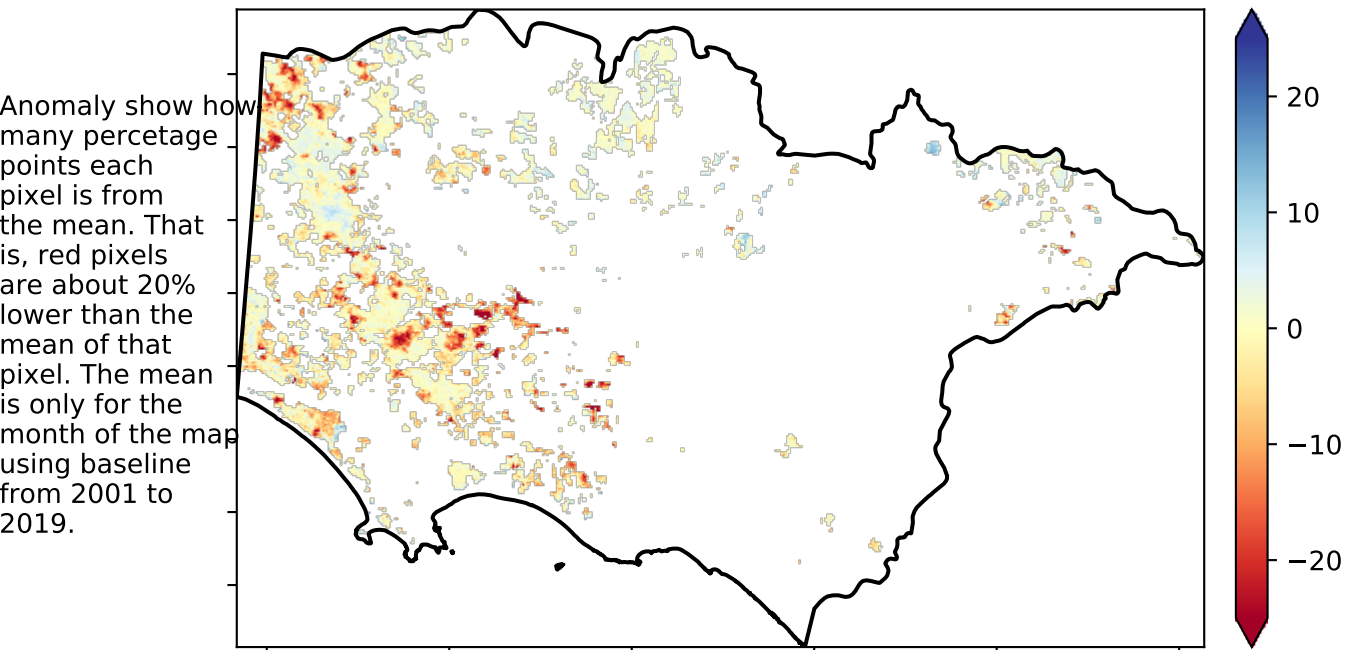 Anomaly show how
many percetage
points each
pixel is from
the mean. That
is, red pixels
are about 20%
lower than the
mean of that
pixel. The mean
is only for the
month of the map
using baseline
from 2001 to
2019.
20
10
0
−10
−20